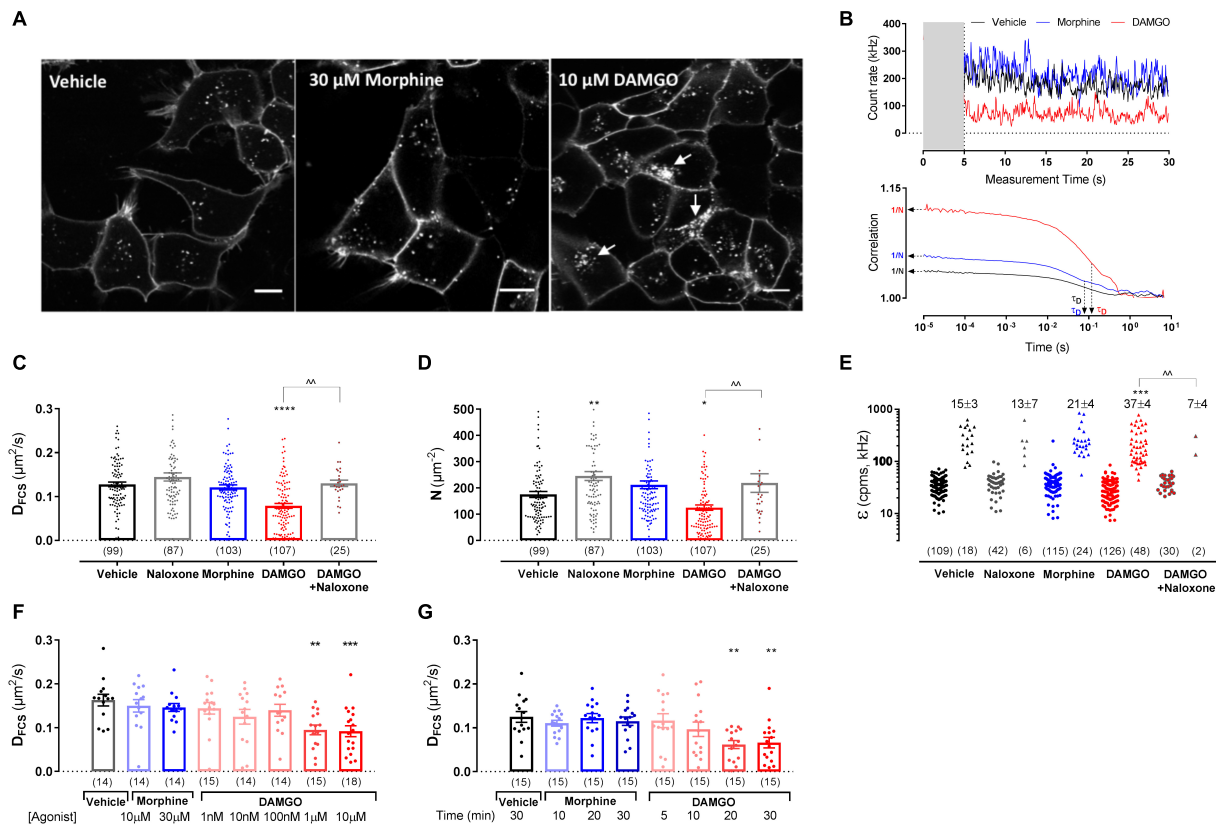 A
Vehicle
30 µM Morphine
10 µM DAMGO
B
Vehicle Morphine DAMGO
Count rate (kHz)
400
300
200
100
0
0 5 10 15 20 25 30
Measurement Time (s)
Correlation
1.15
1.00
1/N
1/N
1/N
τD
τD
τD
10⁻⁵ 10⁻⁴ 10⁻³ 10⁻² 10⁻¹ 10⁰ 10¹
Time (s)
C
DFCS (µm²/s)
0.3
0.2
0.1
0.0
****
^^
(99) (87) (103) (107) (25)
Vehicle Naloxone Morphine DAMGO DAMGO
+Naloxone
D
N (µm⁻²)
500
400
300
200
100
0
** * ^^
(99) (87) (103) (107) (25)
Vehicle Naloxone Morphine DAMGO DAMGO
+Naloxone
E
Ɛ (cpms, kHz)
1000
100
10
^^
***
15±3 13±7 21±4 37±4 7±4
(109) (18) (42) (6) (115) (24) (126) (48) (30) (2)
Vehicle Naloxone Morphine DAMGO DAMGO
+Naloxone
F
DFCS (µm²/s)
0.3
0.2
0.1
0.0
** ***
(14) (14) (14) (15) (14) (14) (15) (18)
Vehicle Morphine DAMGO
[Agonist] 10µM 30µM 1nM 10nM 100nM 1µM 10µM
G
DFCS (µm²/s)
0.3
0.2
0.1
0.0
** **
(15) (15) (15) (15) (15) (15) (15) (15)
Vehicle Morphine DAMGO
Time (min) 30 10 20 30 5 10 20 30